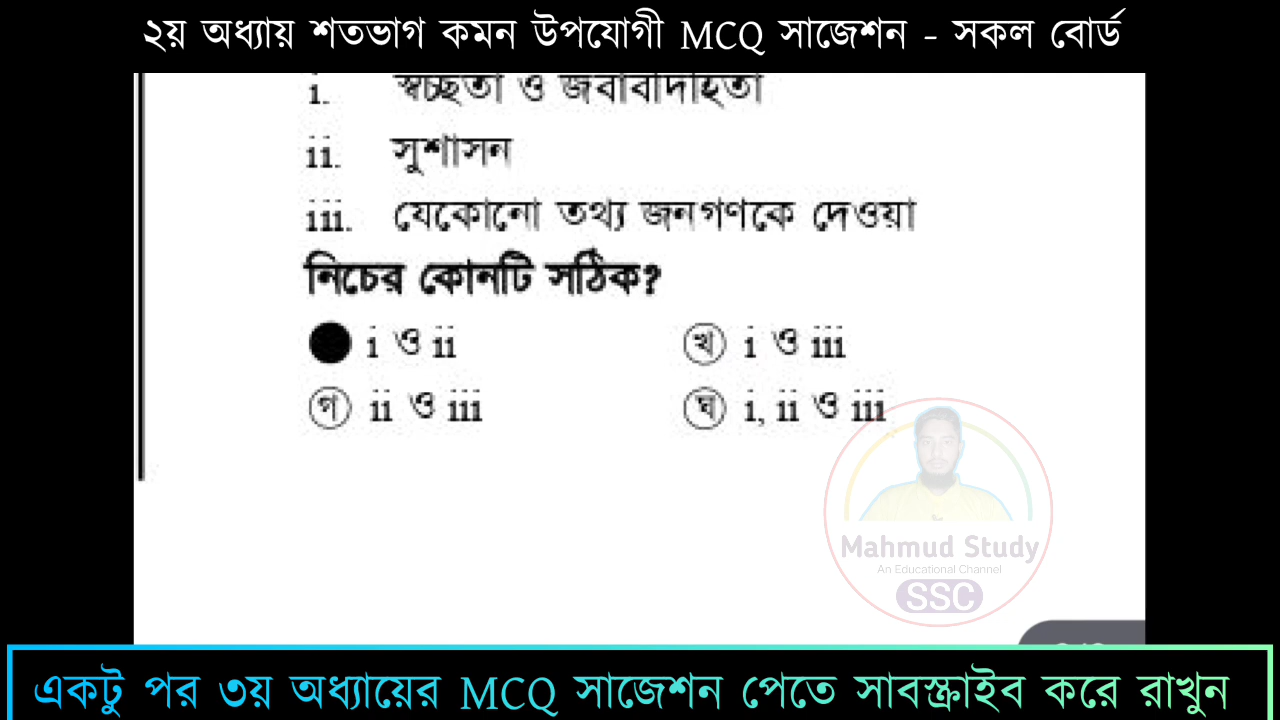 ২য় অধ্যায় শতভাগ কমন উপযোগী MCQ সাজেশন - সকল বোর্ড
i. স্বচ্ছতা ও জবাবদিহিতা
ii. সুশাসন
iii. যেকোনো তথ্য জনগণকে দেওয়া
নিচের কোনটি সঠিক?
i ও ii খ i ও iii
গ ii ও iii ঘ i, ii ও iii
Mahmud Study
An Educational Channel
SSC
একটু পর ৩য় অধ্যায়ের MCQ সাজেশন পেতে সাবস্ক্রাইব করে রাখুন